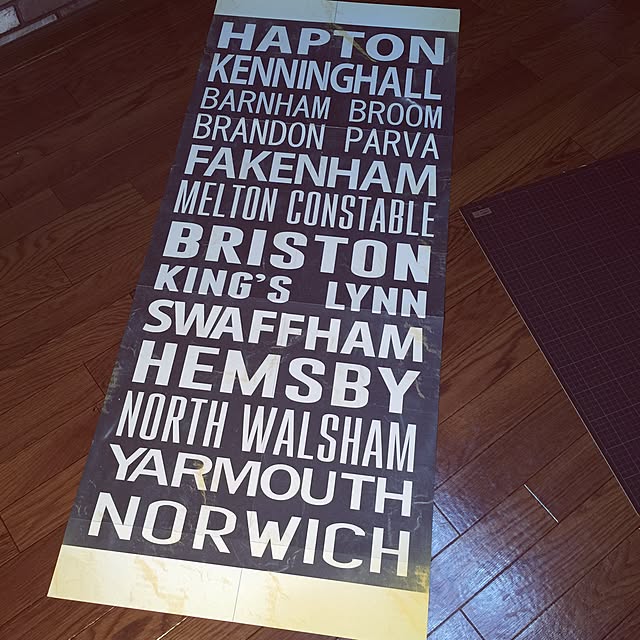 HAPTON
KENNINGHALL
BARNHAM BROOM
BRANDON PARVA
FAKENHAM
MELTON CONSTABLE
BRISTON
KING'S LYNN
SWAFFHAM
HEMSBY
NORTH WALSHAM
YARMOUTH
NORWICH